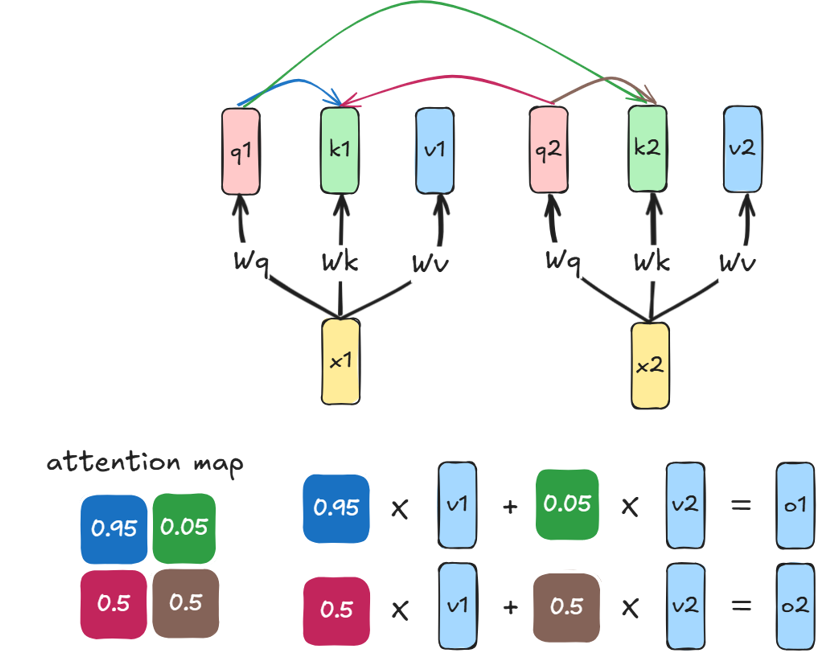 q1 k1 v1 q2 k2 v2
Wq Wk Wv Wq Wk Wv
x1 x2
attention map
0.95 0.05
0.5 0.5
0.95 x v1 + 0.05 x v2 = o1
0.5 x v1 + 0.5 x v2 = o2